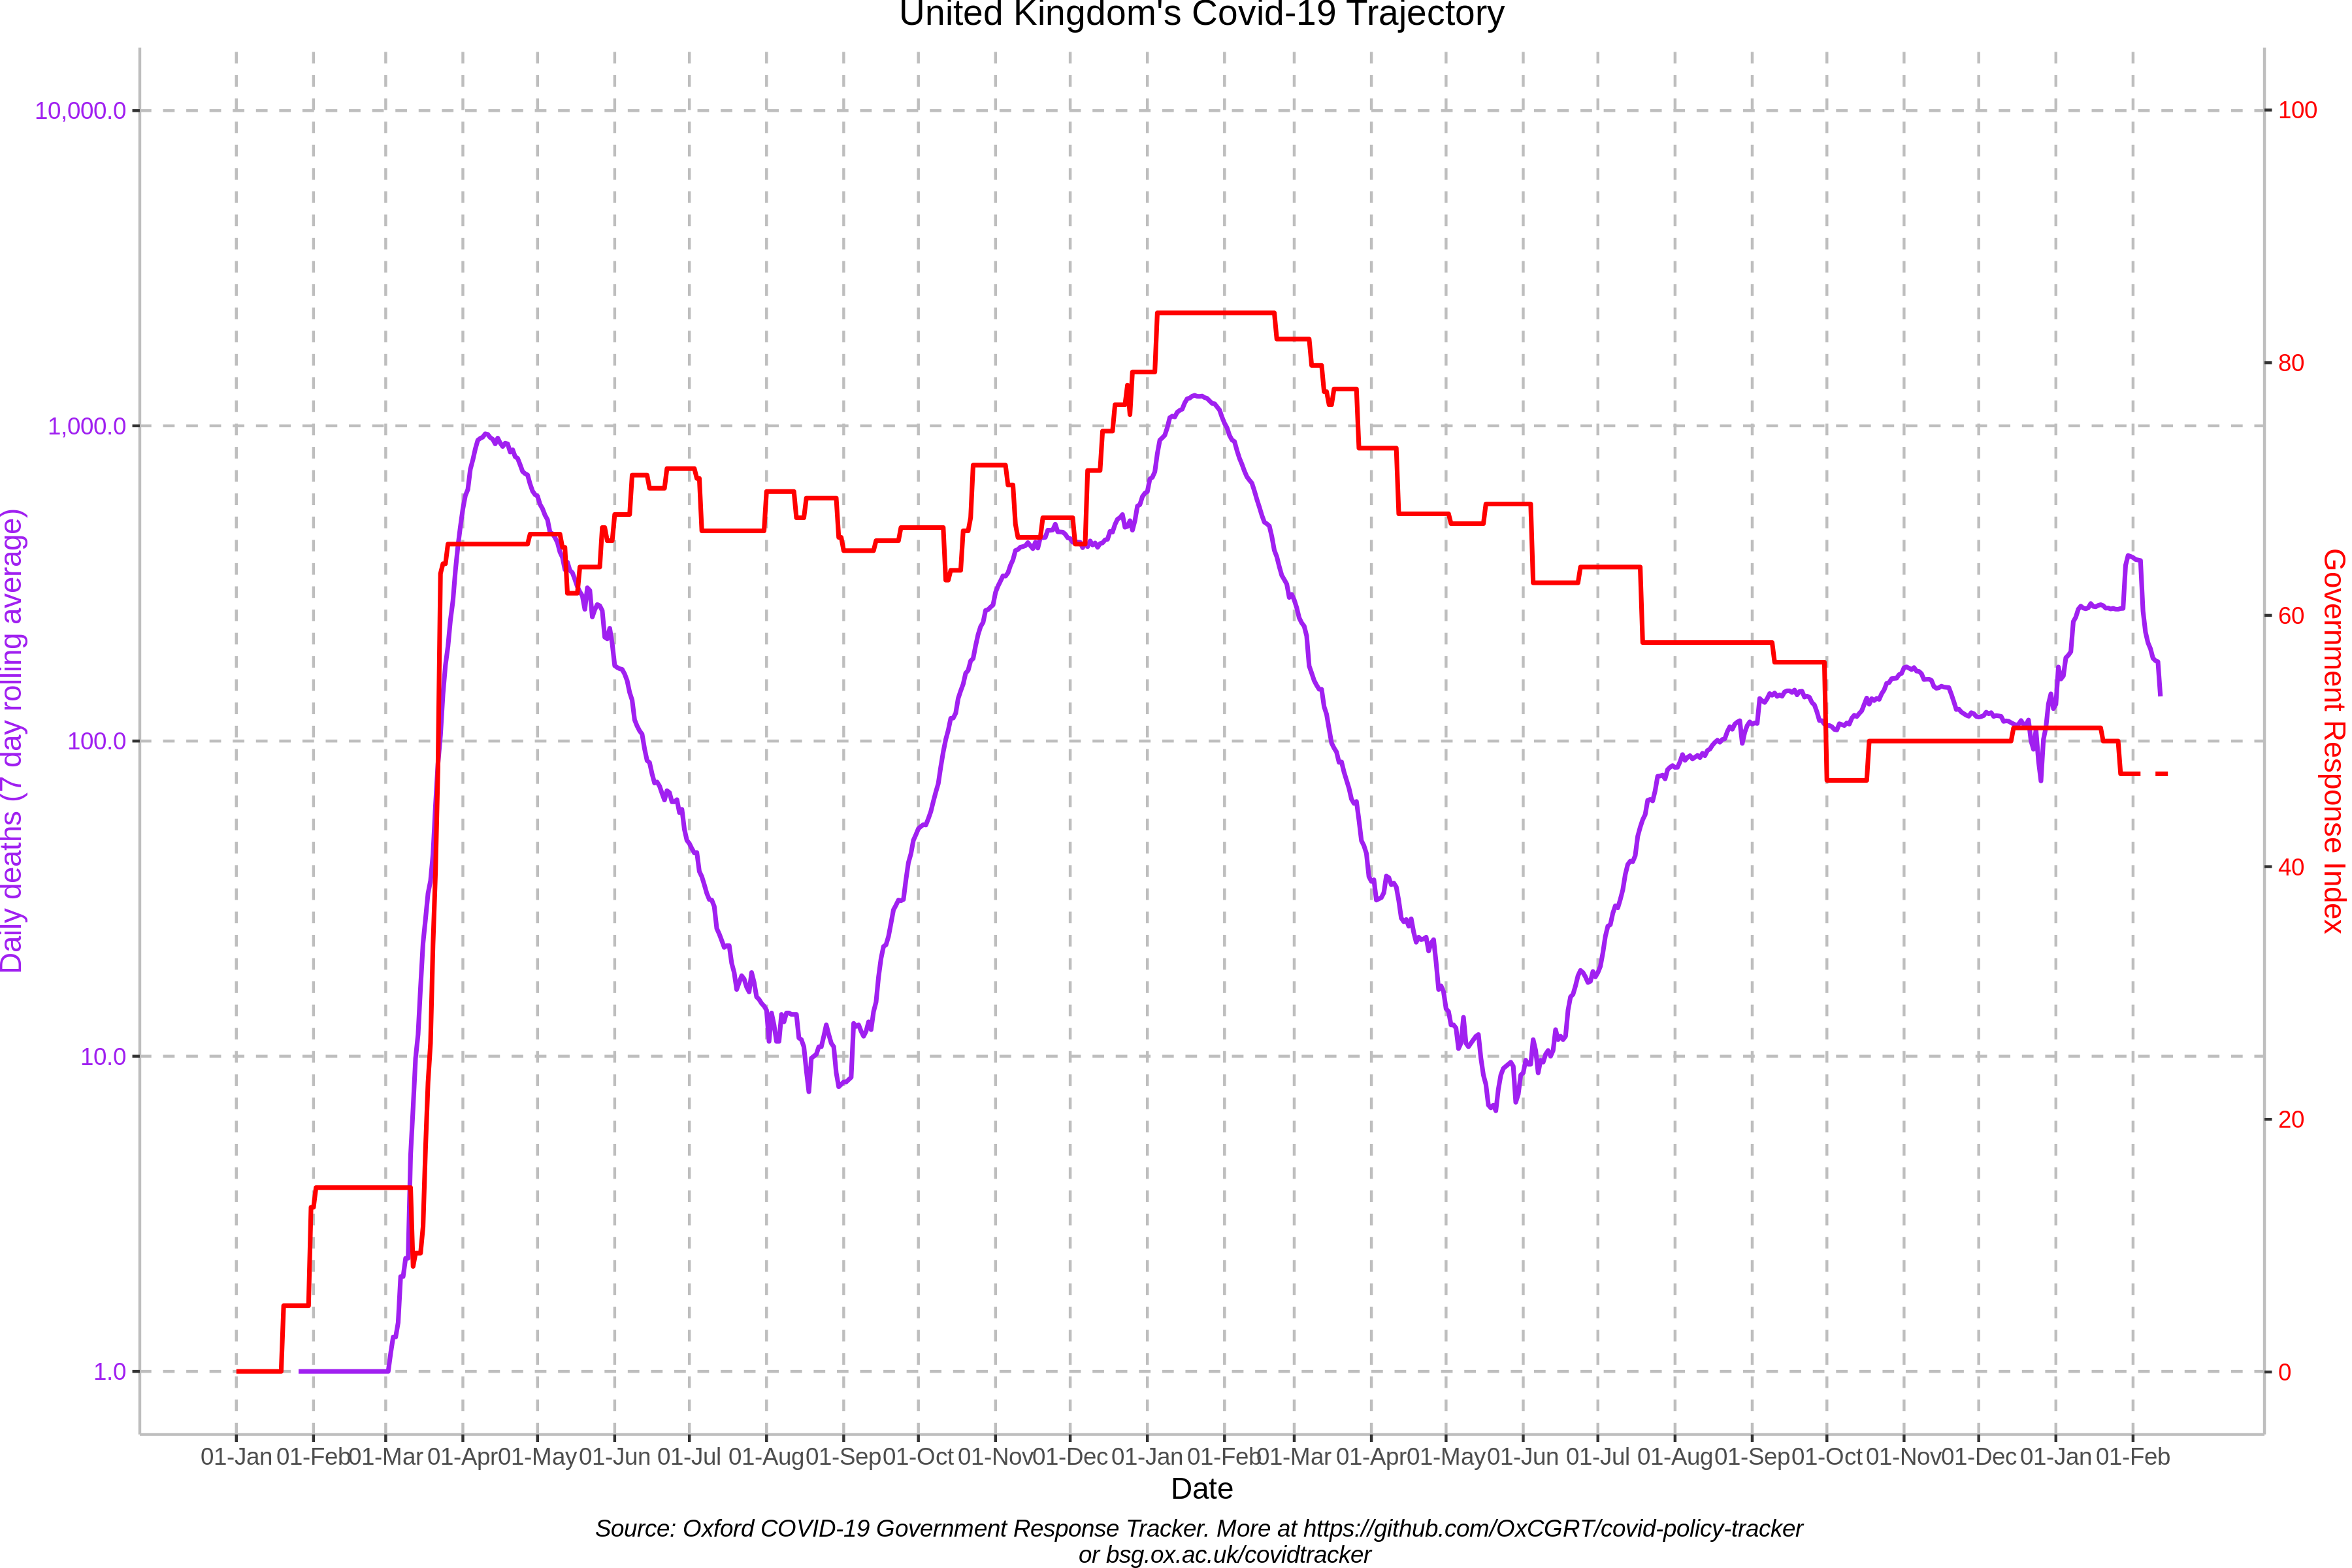 United Kingdom's Covid-19 Trajectory
10,000.0
1,000.0
100.0
10.0
1.0
Daily deaths (7 day rolling average)
100
80
60
40
20
0
Government Response Index
01-Jan 01-Feb 01-Mar 01-Apr 01-May 01-Jun 01-Jul 01-Aug 01-Sep 01-Oct 01-Nov 01-Dec 01-Jan 01-Feb 01-Mar 01-Apr 01-May 01-Jun 01-Jul 01-Aug 01-Sep 01-Oct 01-Nov 01-Dec 01-Jan 01-Feb
Date
Source: Oxford COVID-19 Government Response Tracker. More at https://github.com/OxCGRT/covid-policy-tracker
or bsg.ox.ac.uk/covidtracker